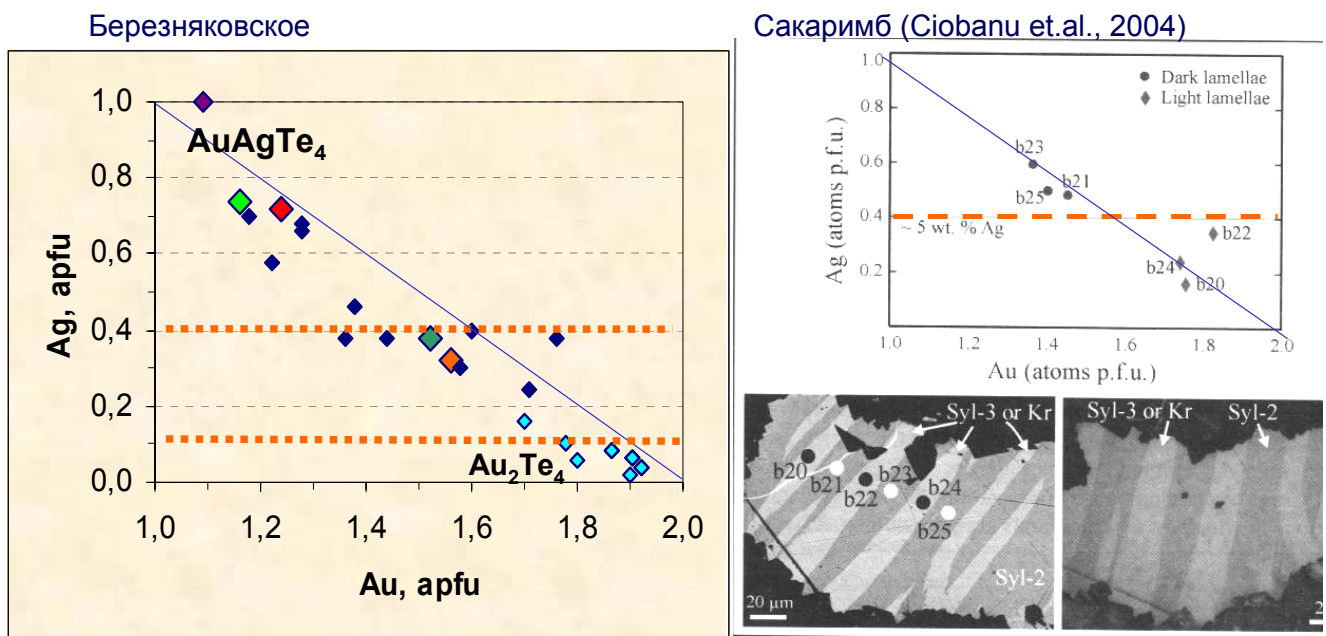 Березняковское
Сакаримб (Ciobanu et.al., 2004)
1,0
0,8
0,6
0,4
0,2
0,0
Ag, apfu
AuAgTe₄
Au₂Te₄
1,0 1,2 1,4 1,6 1,8 2,0
Au, apfu
1.0
0.8
0.6
0.4
0.2
Ag (atoms p.f.u.)
Dark lamellae
Light lamellae
b23
b21
b25
~ 5 wt. % Ag
b22
b24
b20
1.0 1.2 1.4 1.6 1.8 2.0
Au (atoms p.f.u.)
Syl-3 or Kr
b20
b21
b22
b23
b24
b25
Syl-2
20 µm
Syl-3 or Kr Syl-2
2